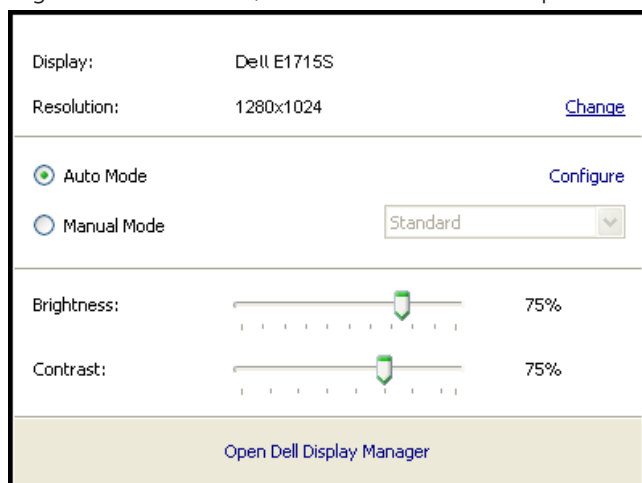 Display: Dell E1715S
Resolution: 1280x1024 Change
Auto Mode Configure
Manual Mode Standard
Brightness: 75%
Contrast: 75%
Open Dell Display Manager